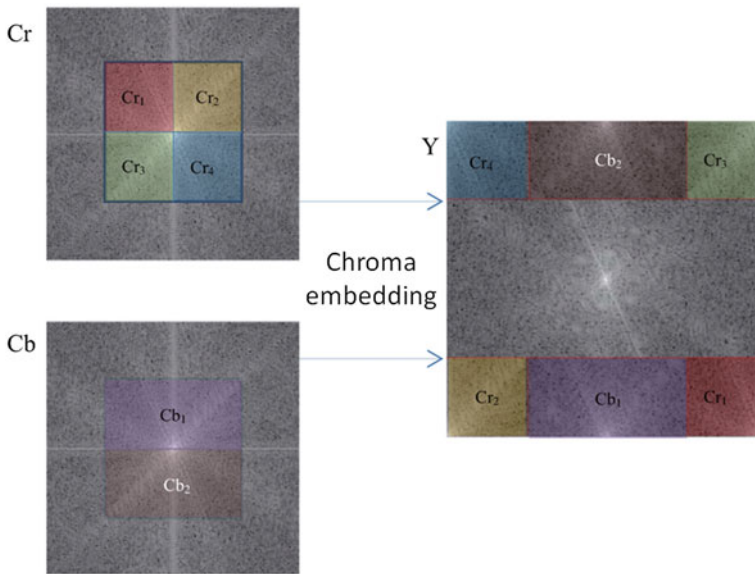 Cr
Cr₁
Cr₂
Cr₃
Cr₄
Cb
Cb₁
Cb₂
Chroma
embedding
Y
Cr₄
Cb₂
Cr₃
Cr₂
Cb₁
Cr₁